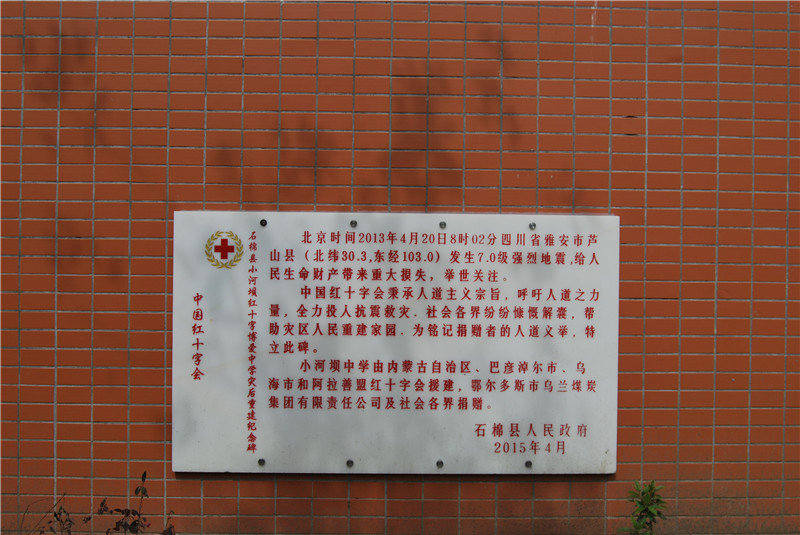 中国红十字会
石棉县小河坝红十字博爱中学灾后重建纪念碑
北京时间2013年4月20日8时02分四川省雅安市芦
山县（北纬30.3,东经103.0）发生7.0级强烈地震,给人
民生命财产带来重大损失，举世关注。
中国红十字会秉承人道主义宗旨，呼吁人道之力
量，全力投入抗震救灾.社会各界纷纷慷慨解囊，帮
助灾区人民重建家园.为铭记捐赠者的人道义举，特
立此碑。
小河坝中学由内蒙古自治区、巴彦淖尔市、乌
海市和阿拉善盟红十字会援建，鄂尔多斯市乌兰煤炭
集团有限责任公司及社会各界捐赠。
石棉县人民政府
2015年4月